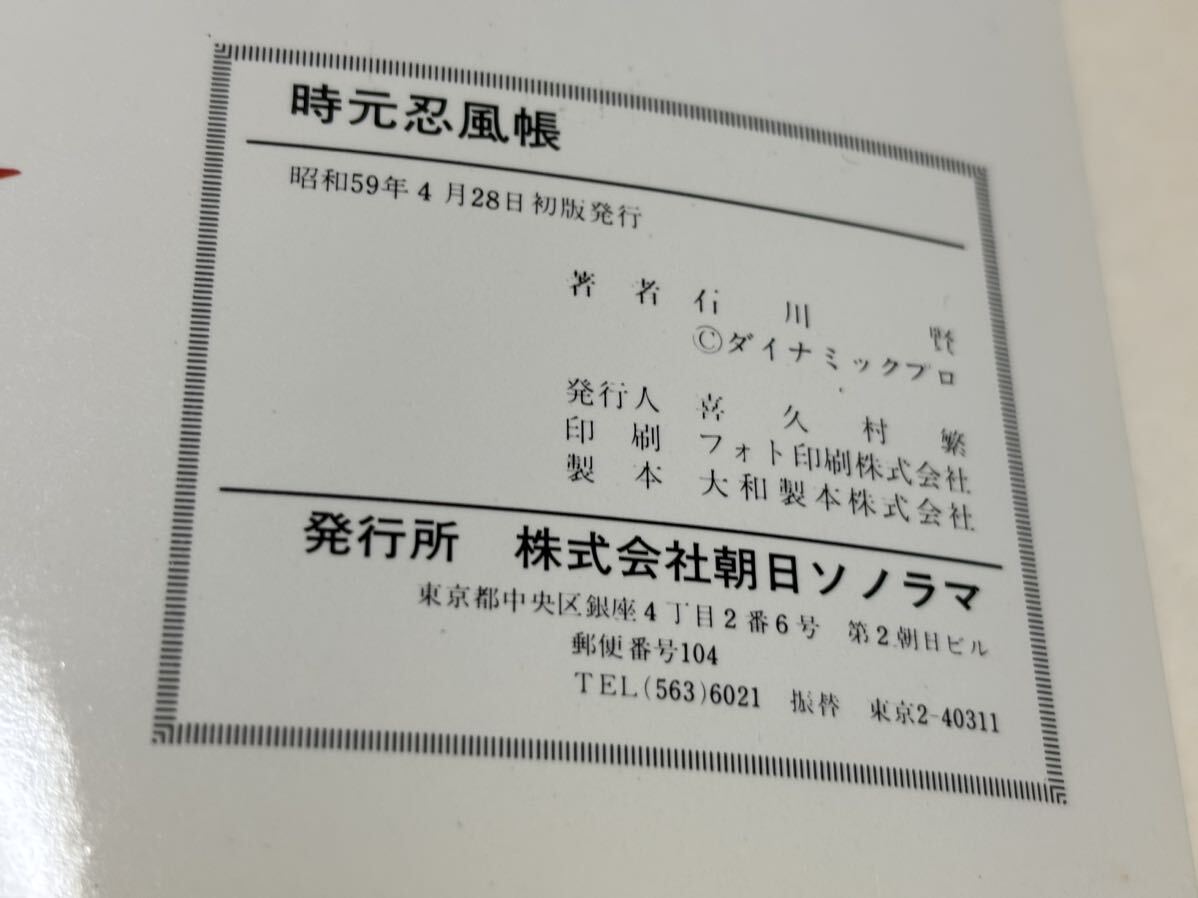 時元忍風帳
昭和59年4月28日初版発行
著者 石川賢
©ダイナミックプロ
発行人 喜久村繁
印刷 フォト印刷株式会社
製本 大和製本株式会社
発行所 株式会社朝日ソノラマ
東京都中央区銀座4丁目2番6号 第2朝日ビル
郵便番号104
TEL(563)6021 振替 東京2-40311